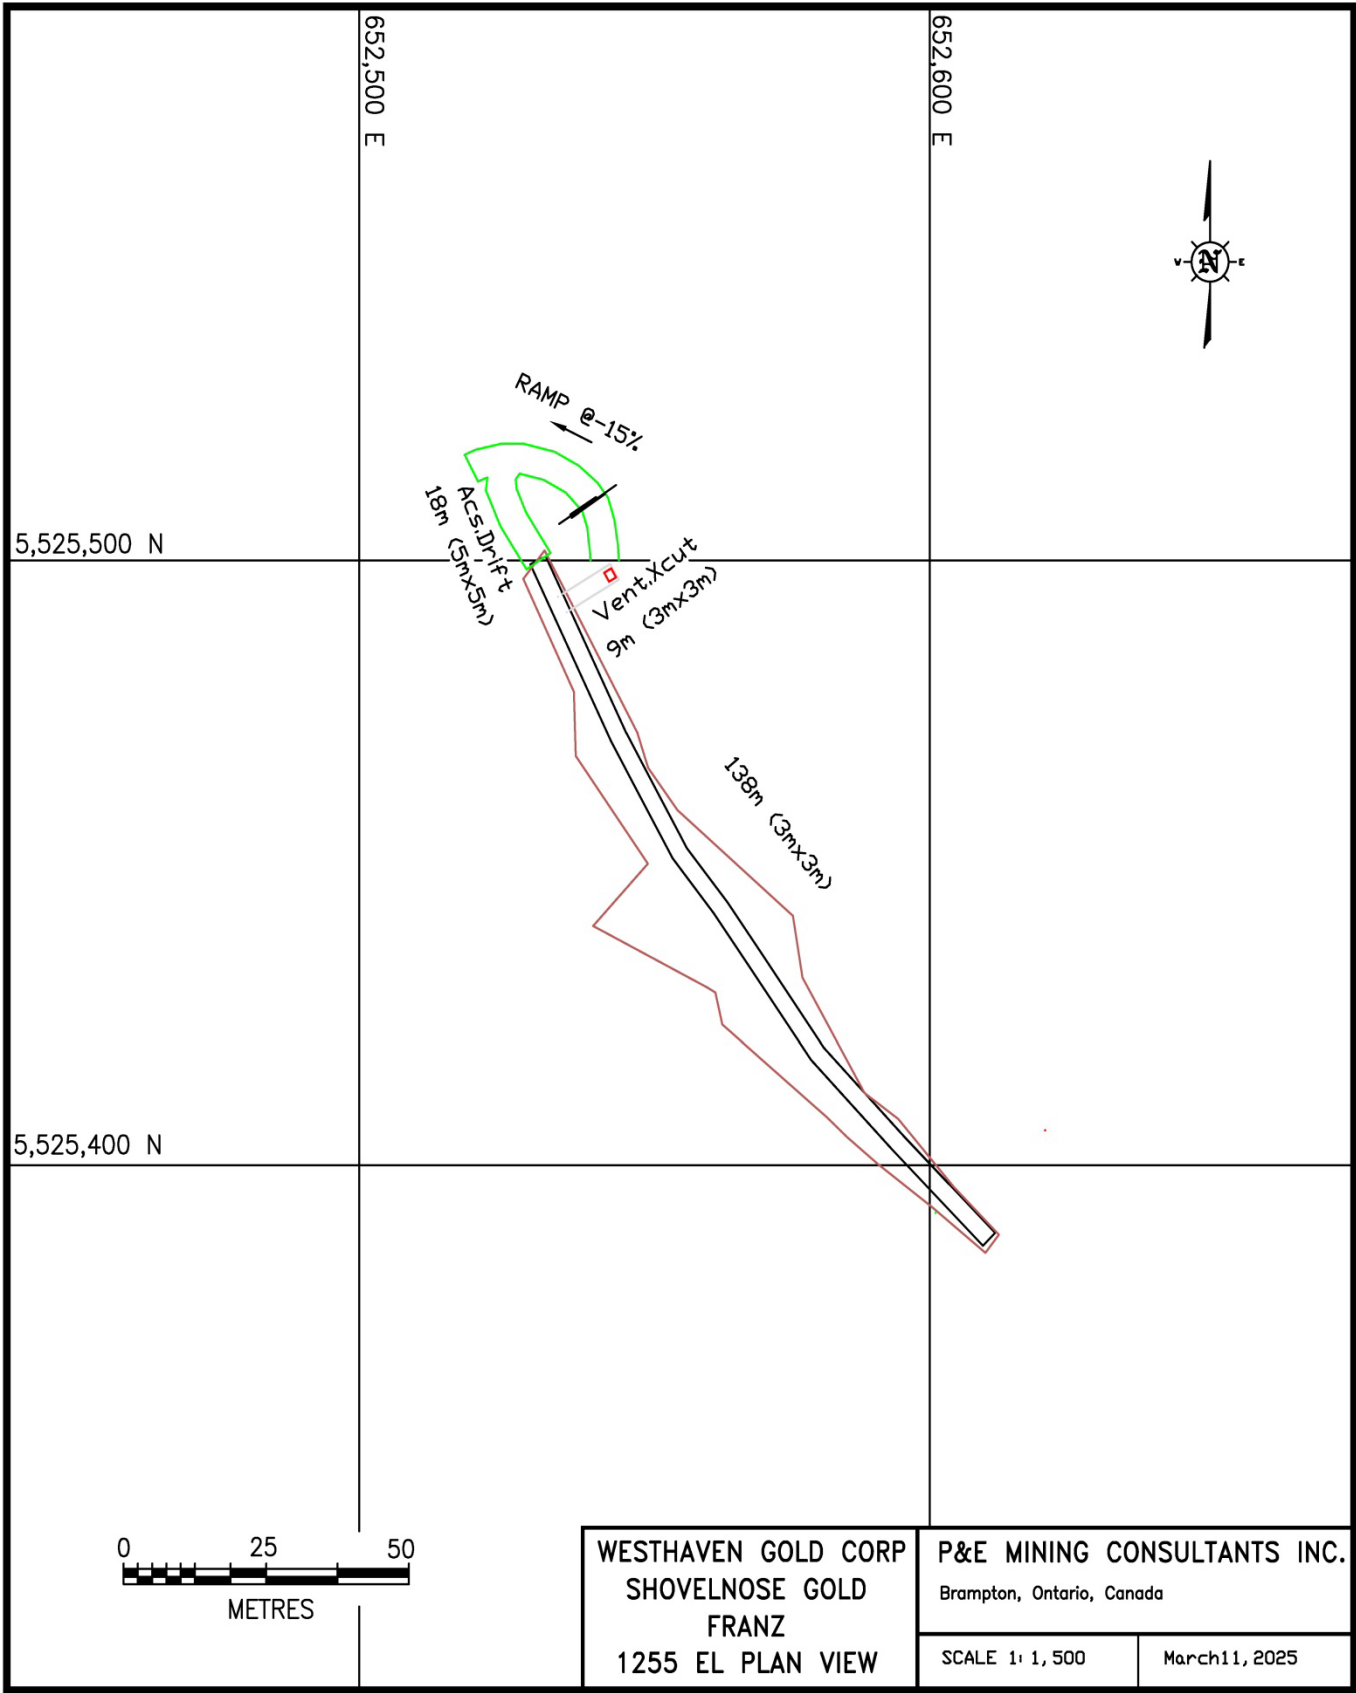 652,500 E
652,600 E
N
W
E
RAMP @-15%
Acs.Drift
18m (5mx5m)
5,525,500 N
Vent.Xcut
9m (3mx3m)
138m (3mx3m)
5,525,400 N
0 25 50
METRES
WESTHAVEN GOLD CORP
SHOVELNOSE GOLD
FRANZ
1255 EL PLAN VIEW
P&E MINING CONSULTANTS INC.
Brampton, Ontario, Canada
SCALE 1: 1,500
March11,2025